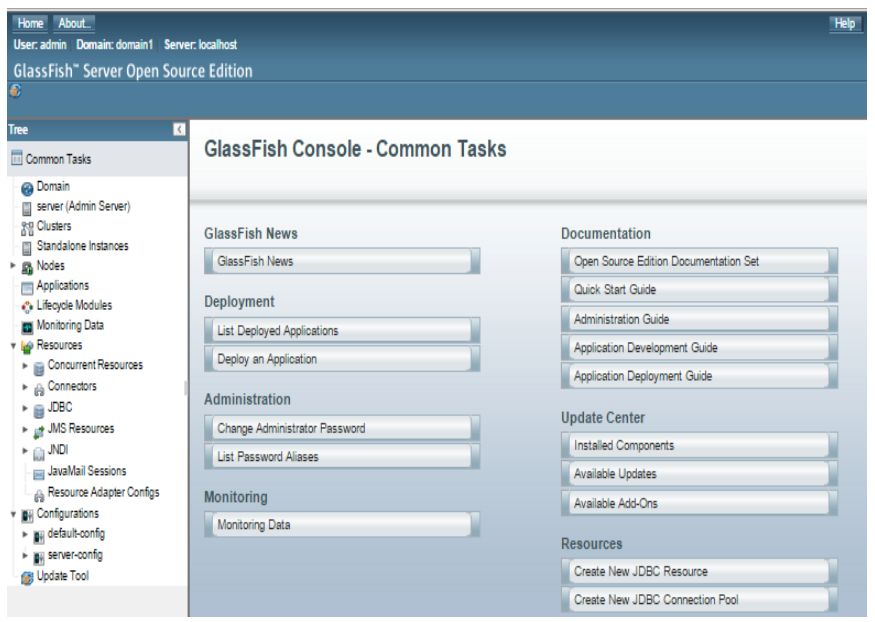 Home About... Help
User: admin Domain: domain1 Server: localhost
GlassFish™ Server Open Source Edition
Tree
Common Tasks
Domain
server (Admin Server)
Clusters
Standalone Instances
Nodes
Applications
Lifecycle Modules
Monitoring Data
Resources
Concurrent Resources
Connectors
JDBC
JMS Resources
JNDI
JavaMail Sessions
Resource Adapter Configs
Configurations
default-config
server-config
Update Tool
GlassFish Console - Common Tasks
GlassFish News
GlassFish News
Deployment
List Deployed Applications
Deploy an Application
Administration
Change Administrator Password
List Password Aliases
Monitoring
Monitoring Data
Documentation
Open Source Edition Documentation Set
Quick Start Guide
Administration Guide
Application Development Guide
Application Deployment Guide
Update Center
Installed Components
Available Updates
Available Add-Ons
Resources
Create New JDBC Resource
Create New JDBC Connection Pool